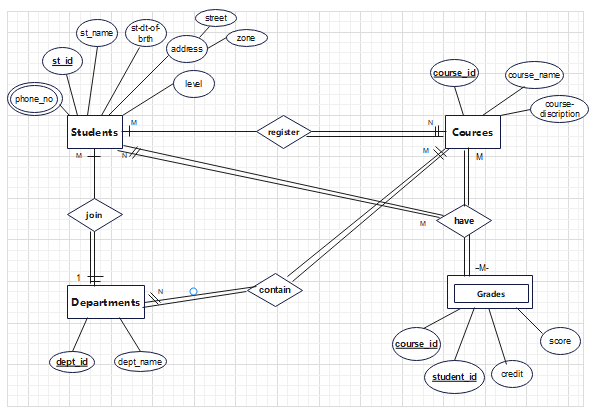 street
st_name
st-dt-of-
brth
zone
address
st_id
level
phone_no
course_id
course_name
course-
discription
M
N
Students
register
Cources
M
N
M
M
join
M
have
1
N
contain
-M-
Departments
Grades
dept_id
dept_name
course_id
student_id
credit
score